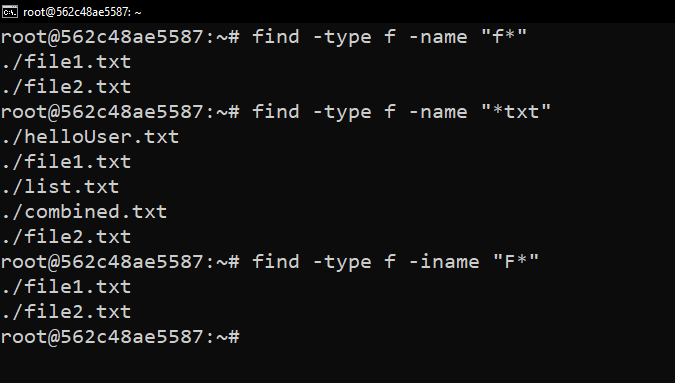 root@562c48ae5587: ~
root@562c48ae5587:~# find -type f -name "f*"
./file1.txt
./file2.txt
root@562c48ae5587:~# find -type f -name "*txt"
./helloUser.txt
./file1.txt
./list.txt
./combined.txt
./file2.txt
root@562c48ae5587:~# find -type f -iname "F*"
./file1.txt
./file2.txt
root@562c48ae5587:~#